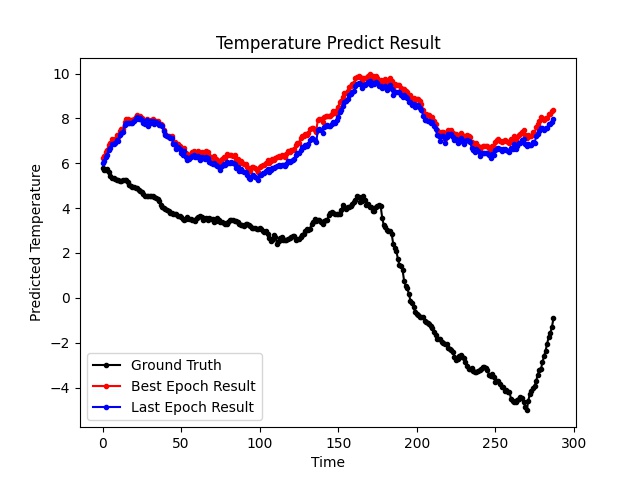 Temperature Predict Result
Predicted Temperature
10
8
6
4
2
0
−2
−4
Ground Truth
Best Epoch Result
Last Epoch Result
0 50 100 150 200 250 300
Time